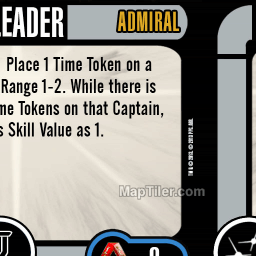 LEADER
ADMIRAL
Place 1 Time Token on a
Range 1-2. While there is
me Tokens on that Captain,
s Skill Value as 1.
MapTiler.com